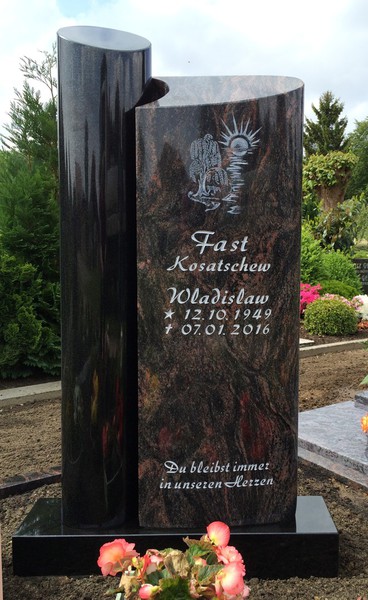 Fast
Kosatschew
Wladislaw
★ 12.10.1949
✝ 07.01.2016
Du bleibst immer
in unseren Herzen